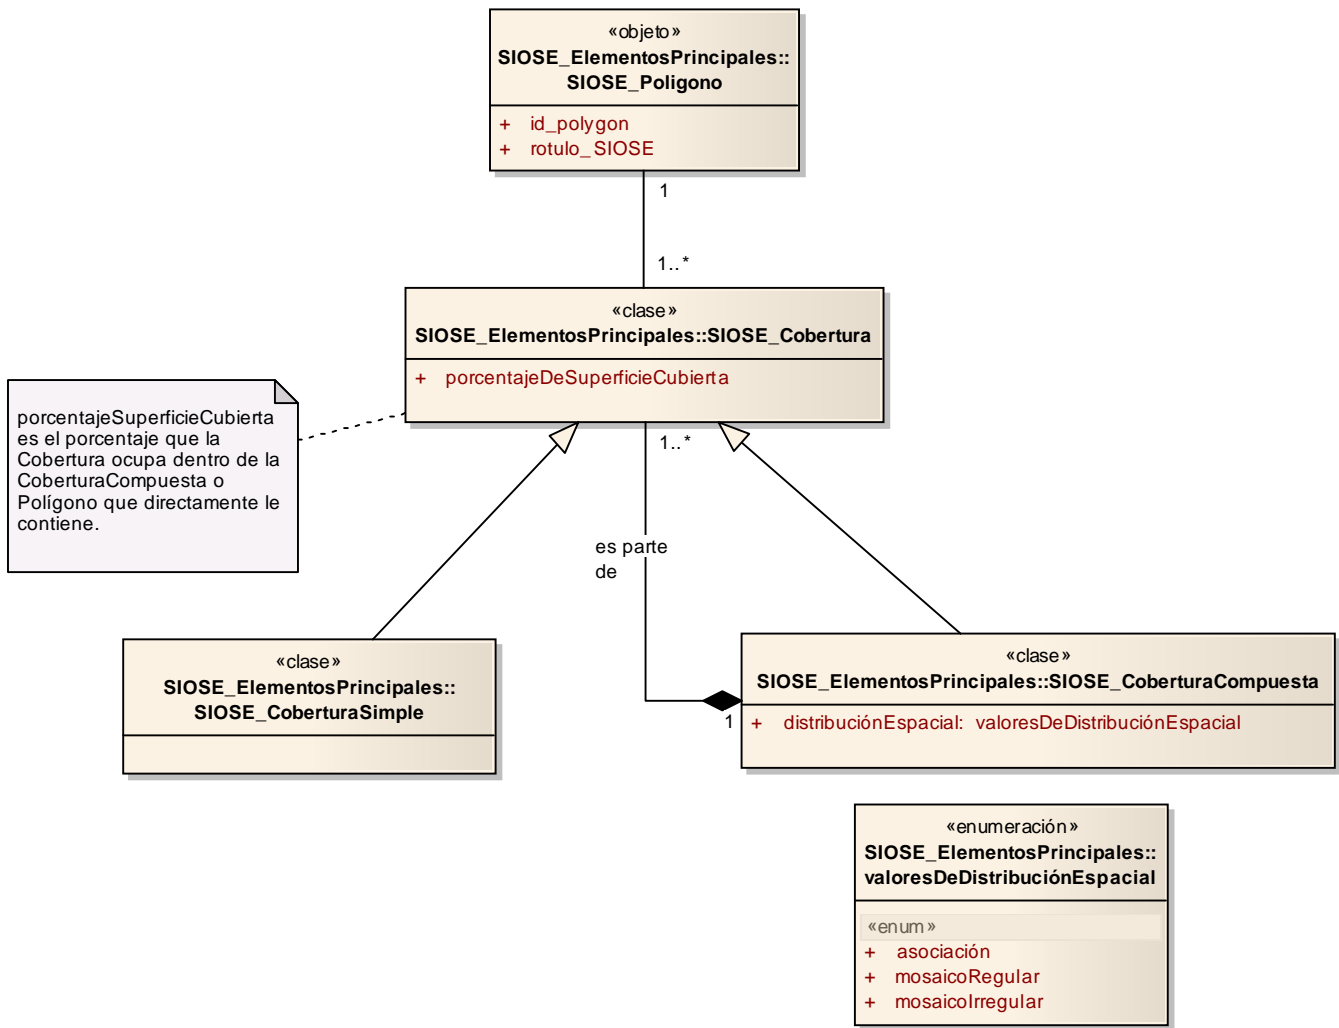 «objeto»
SIOSE_ElementosPrincipales::
SIOSE_Poligono
+ id_polygon
+ rotulo_SIOSE
1
1..*
«clase»
SIOSE_ElementosPrincipales::SIOSE_Cobertura
+ porcentajeDeSuperficieCubierta
porcentajeSuperficieCubierta
es el porcentaje que la
Cobertura ocupa dentro de la
CoberturaCompuesta o
Polígono que directamente le
contiene.
1..*
es parte
de
«clase»
SIOSE_ElementosPrincipales::
SIOSE_CoberturaSimple
«clase»
SIOSE_ElementosPrincipales::SIOSE_CoberturaCompuesta
1
+ distribuciónEspacial: valoresDeDistribuciónEspacial
«enumeración»
SIOSE_ElementosPrincipales::
valoresDeDistribuciónEspacial
«enum»
+ asociación
+ mosaicoRegular
+ mosaicoIrregular